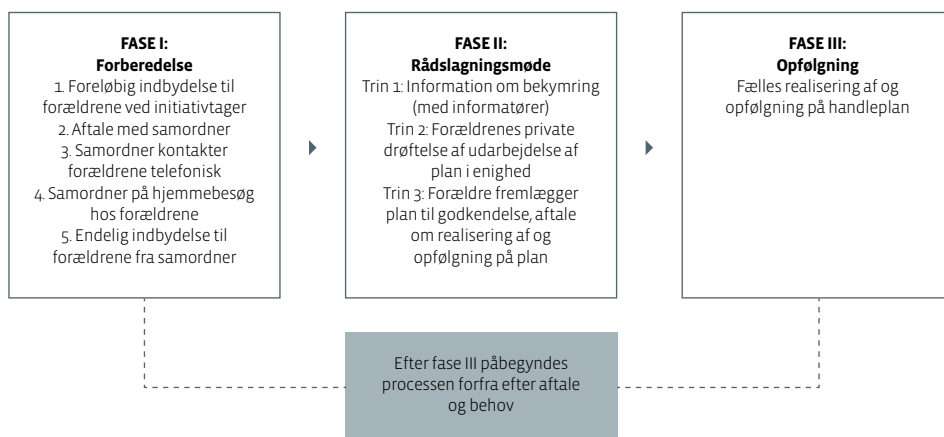 FASE I:
Forberedelse
1. Foreløbig indbydelse til
forældrene ved initiativtager
2. Aftale med samordner
3. Samordner kontakter
forældrene telefonisk
4. Samordner på hjemmebesøg
hos forældrene
5. Endelig indbydelse til
forældrene fra samordner
FASE II:
Rådslagningsmøde
Trin 1: Information om bekymring
(med informatører)
Trin 2: Forældrenes private
drøftelse af udarbejdelse af
plan i enighed
Trin 3: Forældre fremlægger
plan til godkendelse, aftale
om realisering af og
opfølgning på plan
FASE III:
Opfølgning
Fælles realisering af og
opfølgning på handleplan
Efter fase III påbegyndes
processen forfra efter aftale
og behov